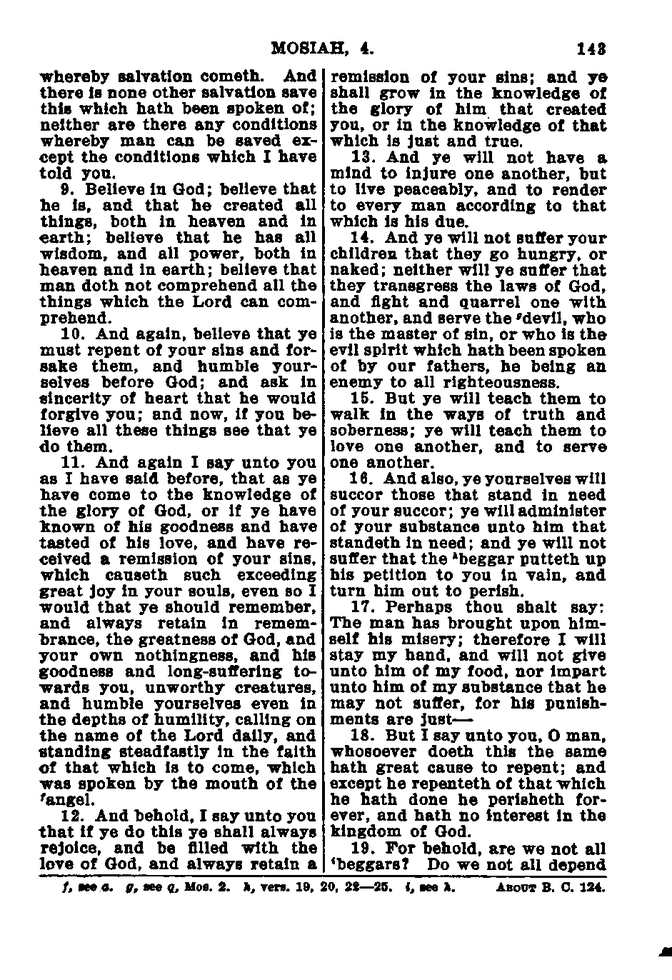 MOSIAH, 4. 143
whereby salvation cometh. And
there is none other salvation save
this which hath been spoken of;
neither are there any conditions
whereby man can be saved ex-
cept the conditions which I have
told you.
9. Believe in God; believe that
he is, and that he created all
things, both in heaven and in
earth; believe that he has all
wisdom, and all power, both in
heaven and in earth; believe that
man doth not comprehend all the
things which the Lord can com-
prehend.
10. And again, believe that ye
must repent of your sins and for-
sake them, and humble your-
selves before God; and ask in
sincerity of heart that he would
forgive you; and now, if you be-
lieve all these things see that ye
do them.
11. And again I say unto you
as I have said before, that as ye
have come to the knowledge of
the glory of God, or if ye have
known of his goodness and have
tasted of his love, and have re-
ceived a remission of your sins,
which causeth such exceeding
great joy in your souls, even so I
would that ye should remember,
and always retain in remem-
brance, the greatness of God, and
your own nothingness, and his
goodness and long-suffering to-
wards you, unworthy creatures,
and humble yourselves even in
the depths of humility, calling on
the name of the Lord daily, and
standing steadfastly in the faith
of that which is to come, which
was spoken by the mouth of the
fangel.
12. And behold, I say unto you
that if ye do this ye shall always
rejoice, and be filled with the
love of God, and always retain a
remission of your sins; and ye
shall grow in the knowledge of
the glory of him that created
you, or in the knowledge of that
which is just and true.
13. And ye will not have a
mind to injure one another, but
to live peaceably, and to render
to every man according to that
which is his due.
14. And ye will not suffer your
children that they go hungry, or
naked; neither will ye suffer that
they transgress the laws of God,
and fight and quarrel one with
another, and serve the gdevil, who
is the master of sin, or who is the
evil spirit which hath been spoken
of by our fathers, he being an
enemy to all righteousness.
15. But ye will teach them to
walk in the ways of truth and
soberness; ye will teach them to
love one another, and to serve
one another.
16. And also, ye yourselves will
succor those that stand in need
of your succor; ye will administer
of your substance unto him that
standeth in need; and ye will not
suffer that the hbeggar putteth up
his petition to you in vain, and
turn him out to perish.
17. Perhaps thou shalt say:
The man has brought upon him-
self his misery; therefore I will
stay my hand, and will not give
unto him of my food, nor impart
unto him of my substance that he
may not suffer, for his punish-
ments are just—
18. But I say unto you, O man,
whosoever doeth this the same
hath great cause to repent; and
except he repenteth of that which
he hath done he perisheth for-
ever, and hath no interest in the
kingdom of God.
19. For behold, are we not all
ibeggars? Do we not all depend
f, see a. g, see q, Mos. 2. h, vers. 19, 20, 22—25. i, see h. ABOUT B. C. 124.